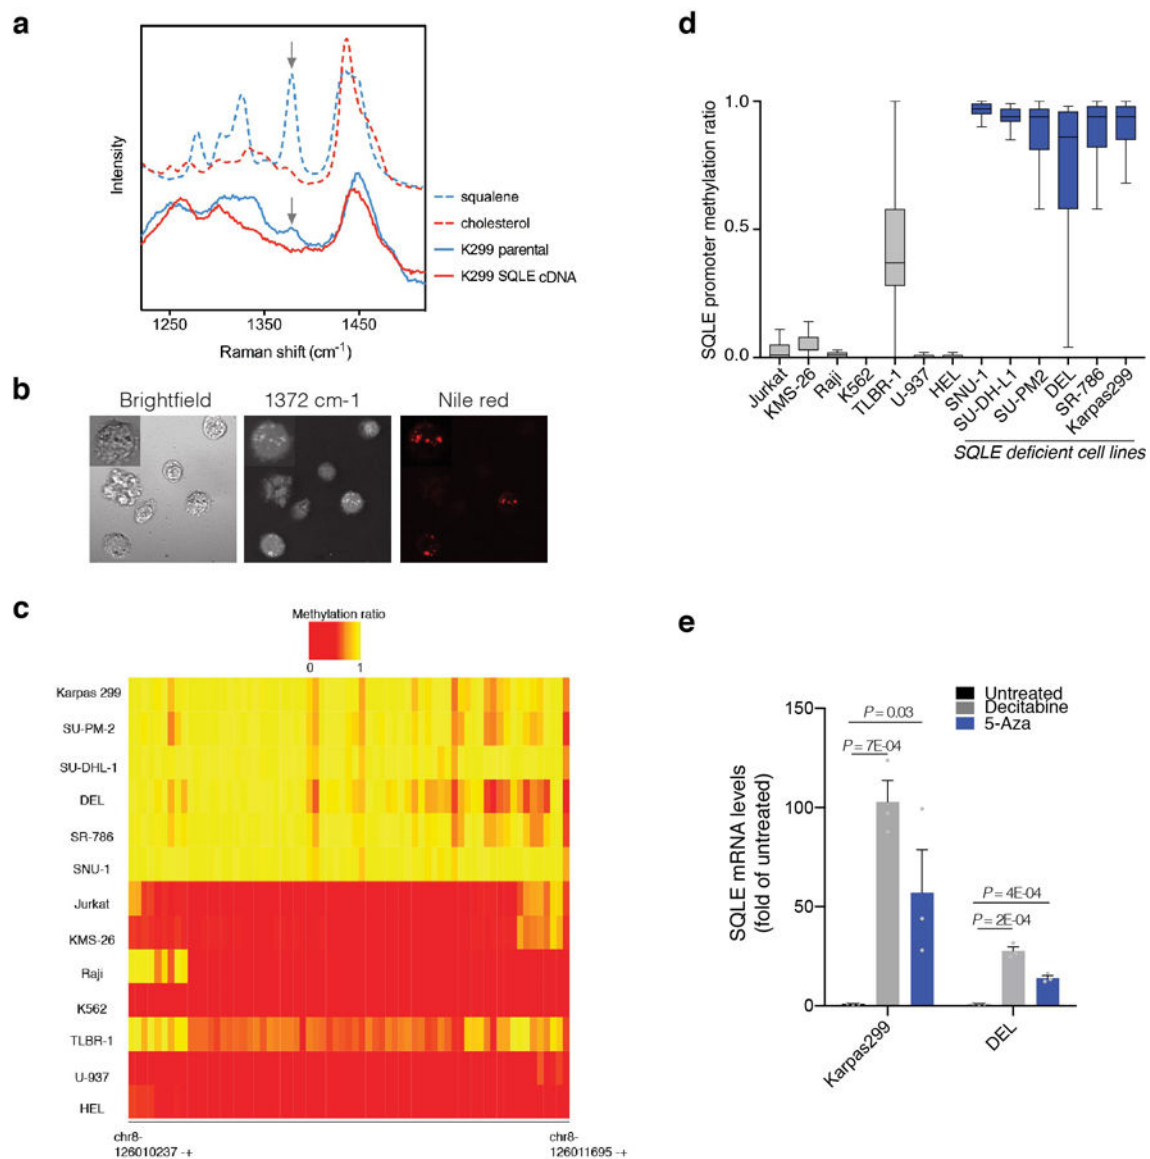 a
Intensity
squalene
cholesterol
K299 parental
K299 SQLE cDNA
1250
1350
1450
Raman shift (cm-1)
b
Brightfield
1372 cm-1
Nile red
c
Methylation ratio
0
1
Karpas 299
SU-PM-2
SU-DHL-1
DEL
SR-786
SNU-1
Jurkat
KMS-26
Raji
K562
TLBR-1
U-937
HEL
chr8-
126010237 -+
chr8-
126011695 -+
d
SQLE promoter methylation ratio
1.0
0.5
0.0
Jurkat
KMS-26
Raji
K562
TLBR-1
U-937
HEL
SNU-1
SU-DH-L1
SU-PM2
DEL
SR-786
Karpas299
SQLE deficient cell lines
e
Untreated
Decitabine
5-Aza
SQLE mRNA levels
(fold of untreated)
150
100
50
0
P = 0.03
P = 7E-04
P = 4E-04
P = 2E-04
Karpas299
DEL